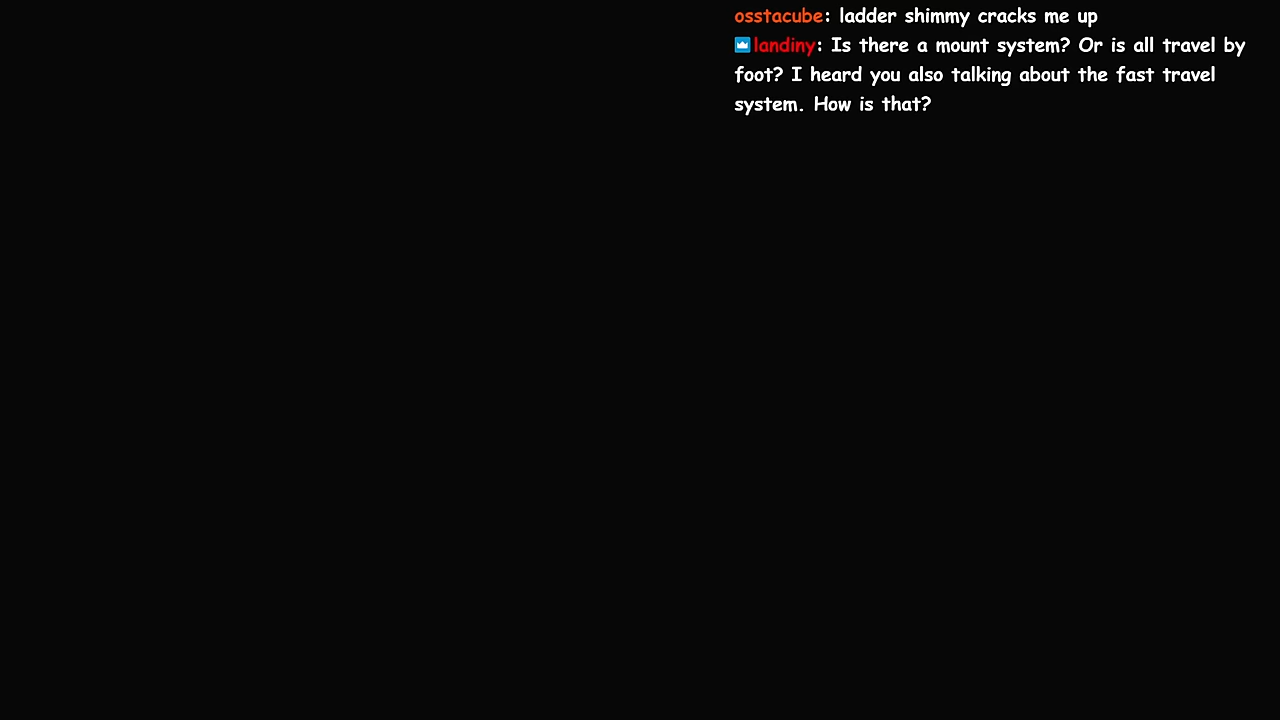 osstacube: ladder shimmy cracks me up
landiny: Is there a mount system? Or is all travel by
foot? I heard you also talking about the fast travel
system. How is that?